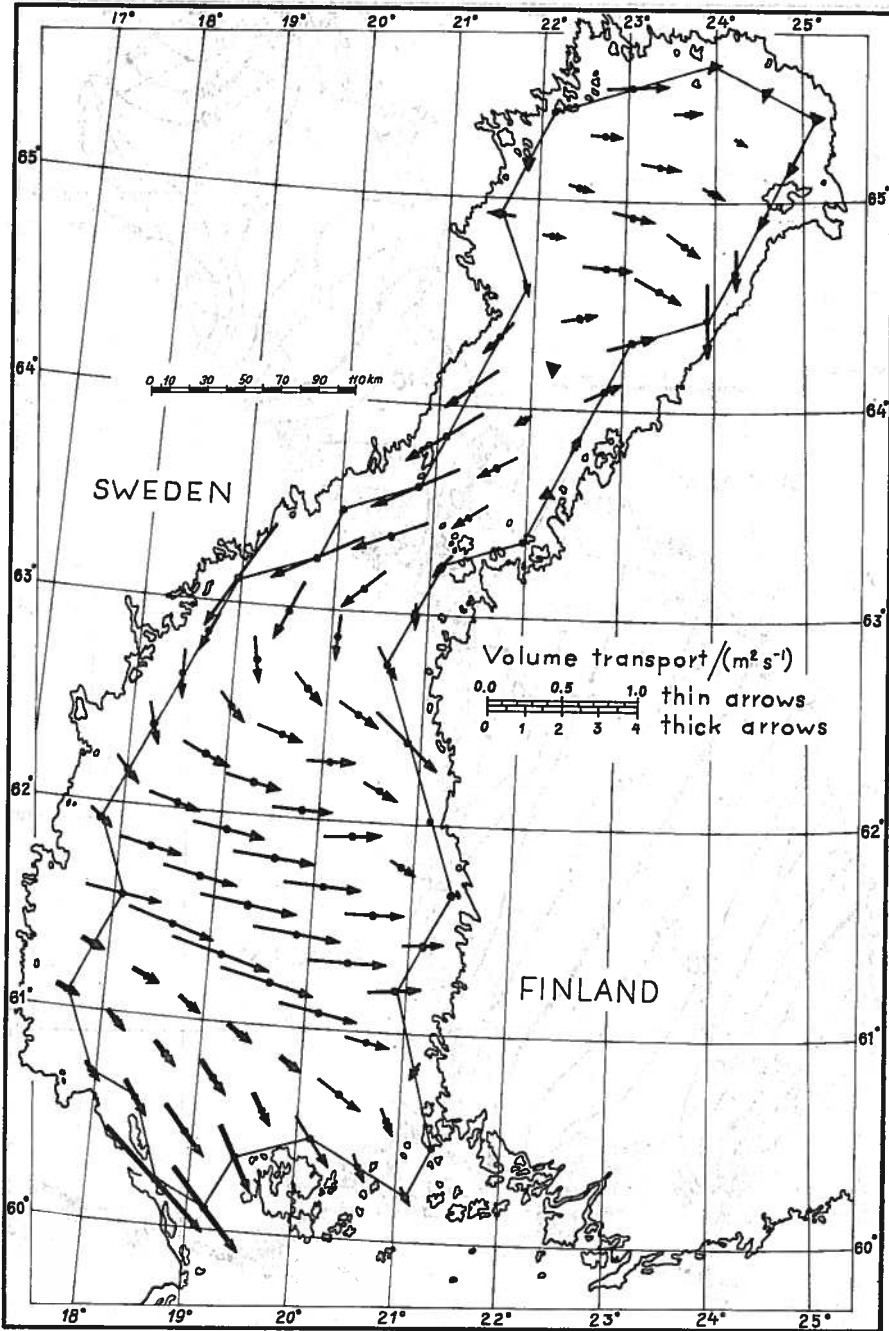 17° 18° 19° 20° 21° 22° 23° 24° 25°
65° 65°
64° 64°
0 10 30 50 70 90 110 km
SWEDEN
63° 63°
Volume transport/(m² s⁻¹)
0.0 0.5 1.0 thin arrows
0 1 2 3 4 thick arrows
62° 62°
FINLAND
61° 61°
60° 60°
18° 19° 20° 21° 22° 23° 24° 25°